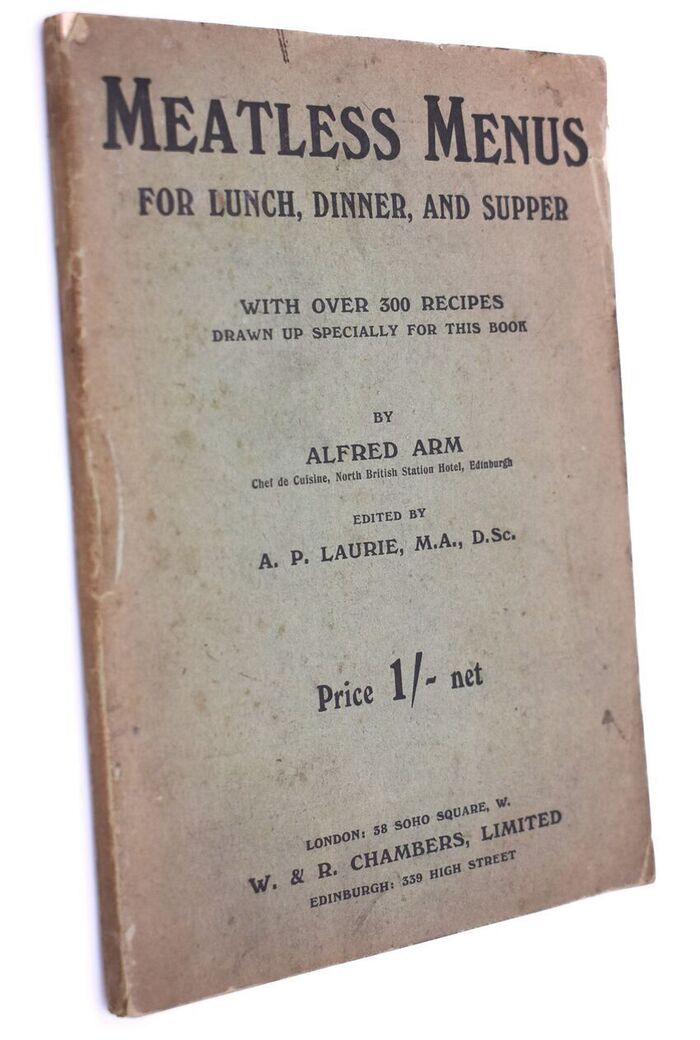 MEATLESS MENUS
FOR LUNCH, DINNER, AND SUPPER
WITH OVER 300 RECIPES
DRAWN UP SPECIALLY FOR THIS BOOK
BY
ALFRED ARM
Chef de Cuisine, North British Station Hotel, Edinburgh
EDITED BY
A. P. LAURIE, M.A., D.Sc.
Price 1/- net
LONDON: 38 SOHO SQUARE, W.
W. & R. CHAMBERS, LIMITED
EDINBURGH: 339 HIGH STREET